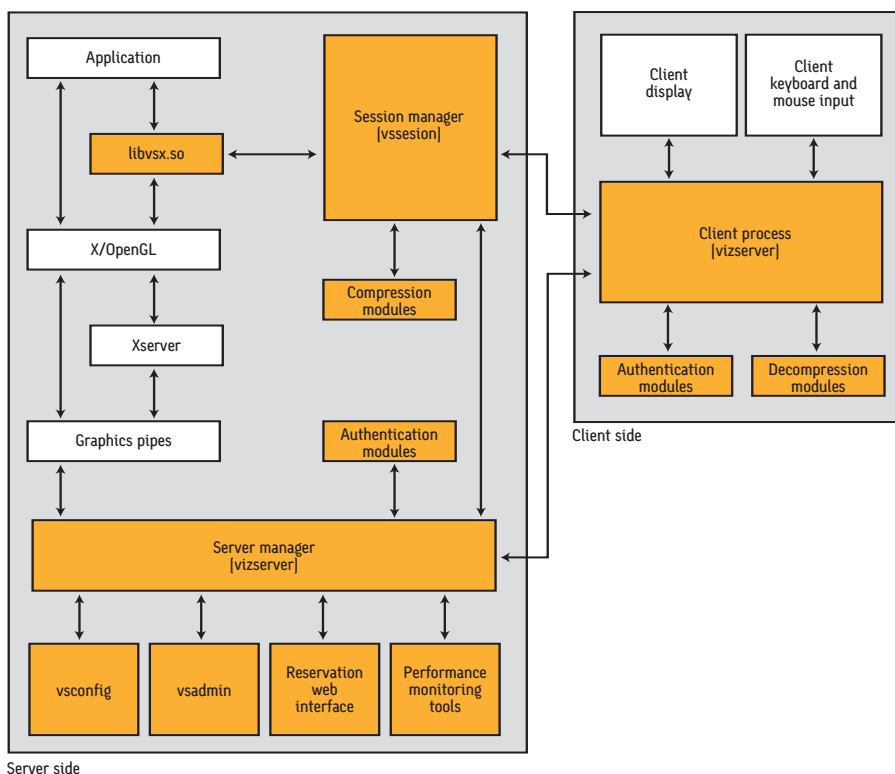 Application
libvsx.so
X/OpenGL
Xserver
Graphics pipes
Session manager
(vssesion)
Compression
modules
Authentication
modules
Server manager
(vizserver)
vsconfig
vsadmin
Reservation
web
interface
Performance
monitoring
tools
Server side
Client
display
Client
keyboard and
mouse input
Client process
(vizserver)
Authentication
modules
Decompression
modules
Client side